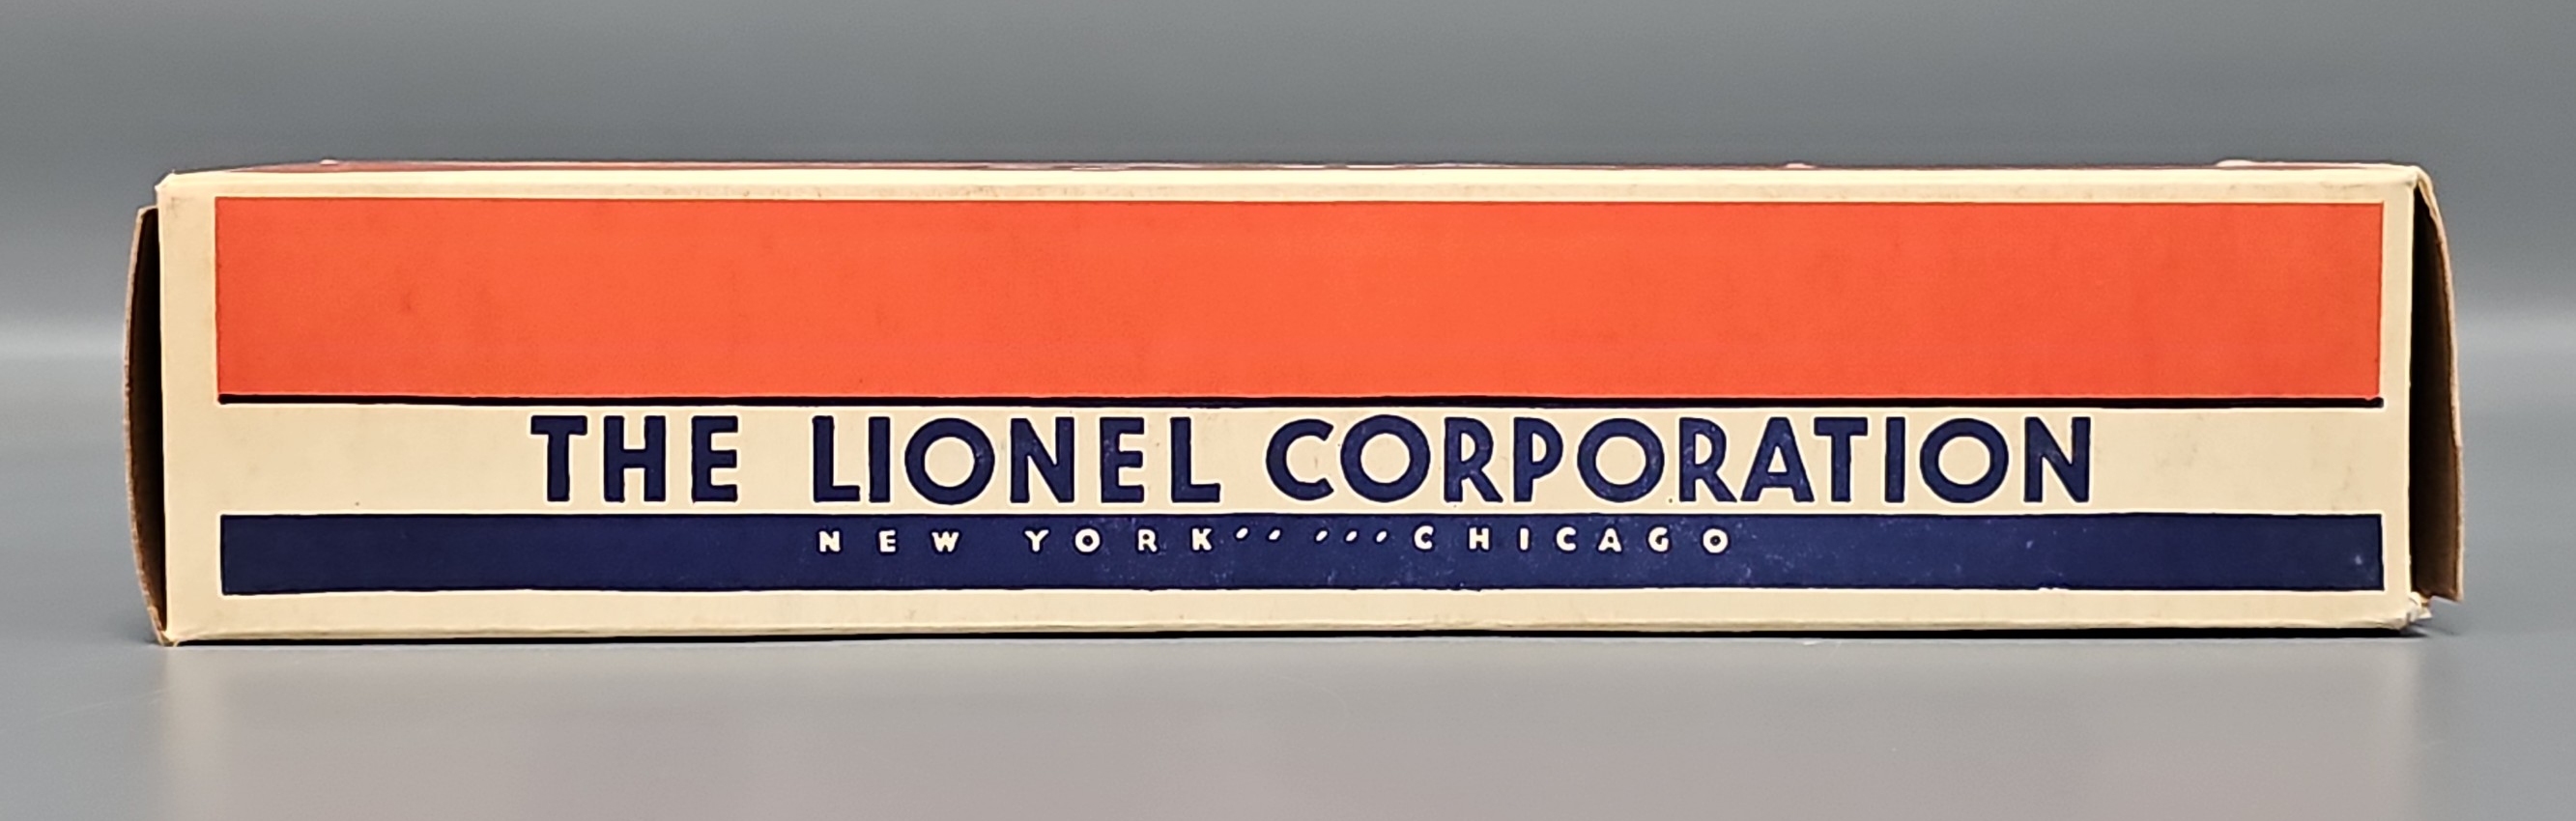 THE LIONEL CORPORATION
NEW YORK•• •••CHICAGO